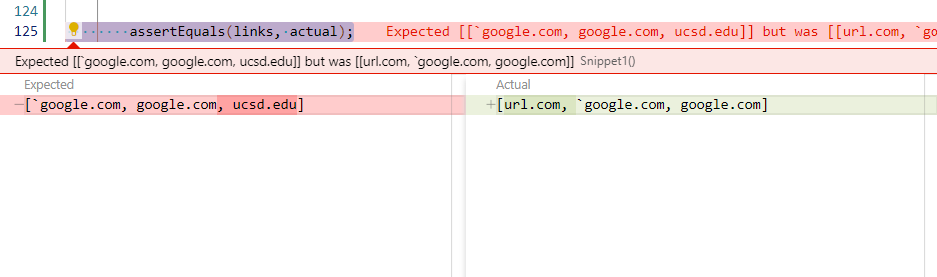 124
125 assertEquals(links, actual); Expected [[`google.com, google.com, ucsd.edu]] but was [[url.com, `go
Expected [[`google.com, google.com, ucsd.edu]] but was [[url.com, `google.com, google.com]] Snippet1()
Expected Actual
−[`google.com, google.com, ucsd.edu] +[url.com, `google.com, google.com]